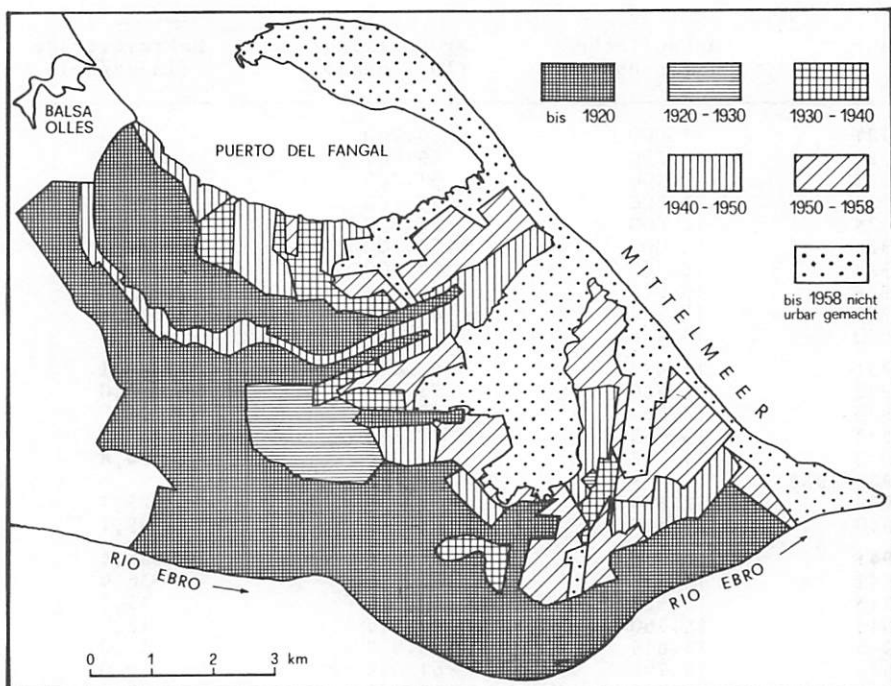 BALSA
OLLES
PUERTO DEL FANGAL
bis 1920
1920 - 1930
1930 - 1940
1940 - 1950
1950 - 1958
bis 1958 nicht
urbar gemacht
MITTELMEER
RIO EBRO
RIO EBRO
0 1 2 3 km